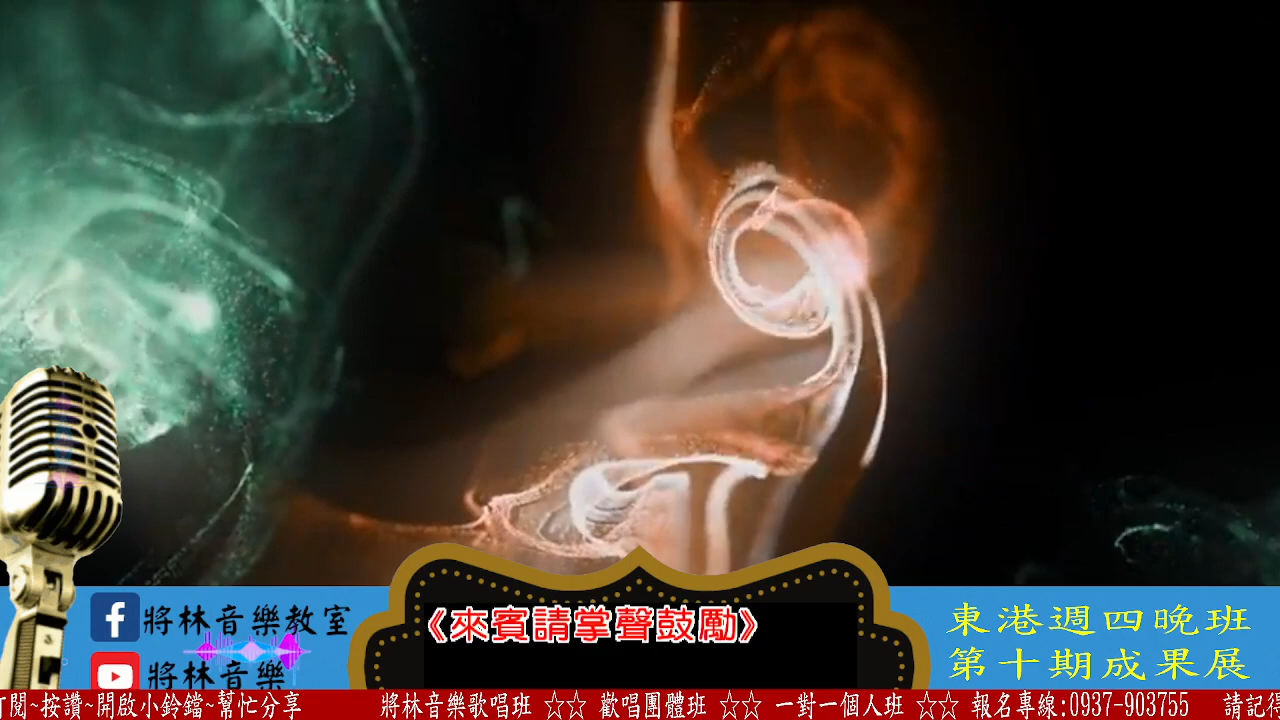 《來賓請掌聲鼓勵》
將林音樂教室
將林音樂
東港週四晚班
第十期成果展
訂閱~按讚~開啟小鈴鐺~幫忙分享 將林音樂歌唱班 ☆☆ 歡唱團體班 ☆☆ 一對一個人班 ☆☆ 報名專線:0937-903755 請記得